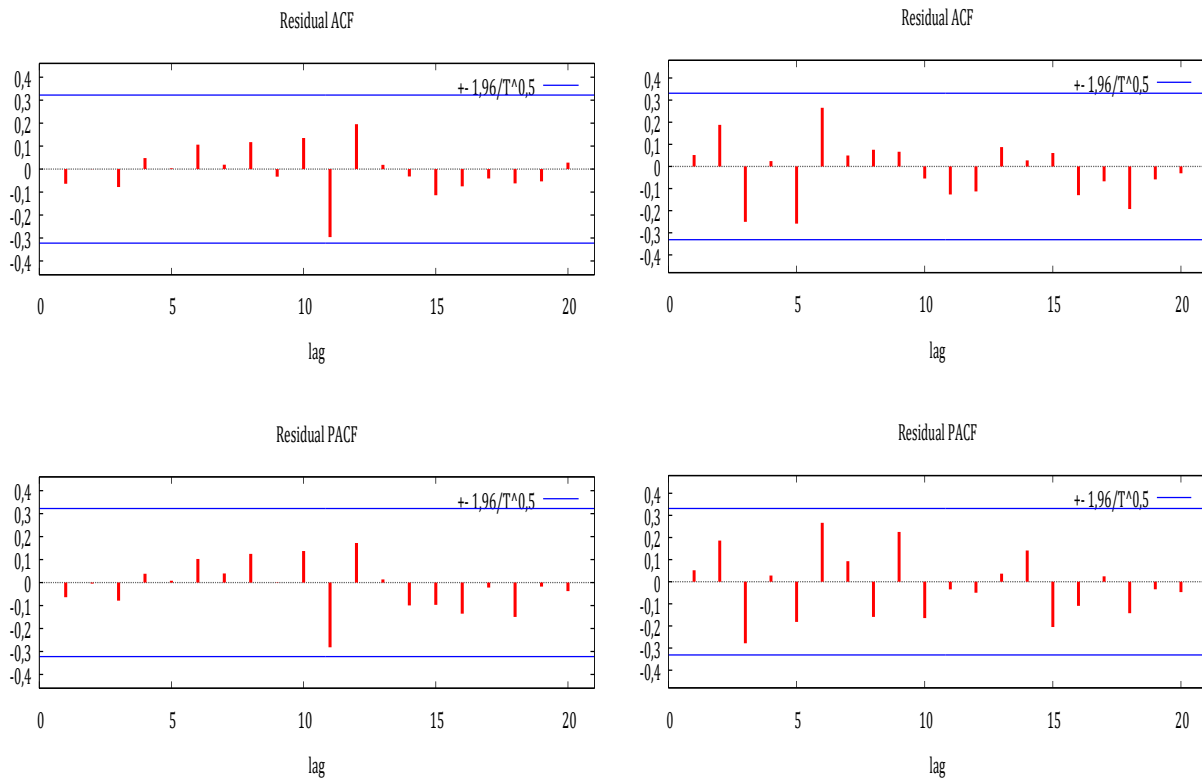 Residual ACF
+- 1,96/T^0,5
0,4
0,3
0,2
0,1
0
-0,1
-0,2
-0,3
-0,4
0 5 10 15 20
lag
Residual ACF
+- 1,96/T^0,5
0,4
0,3
0,2
0,1
0
-0,1
-0,2
-0,3
-0,4
0 5 10 15 20
lag
Residual PACF
+- 1,96/T^0,5
0,4
0,3
0,2
0,1
0
-0,1
-0,2
-0,3
-0,4
0 5 10 15 20
lag
Residual PACF
+- 1,96/T^0,5
0,4
0,3
0,2
0,1
0
-0,1
-0,2
-0,3
-0,4
0 5 10 15 20
lag